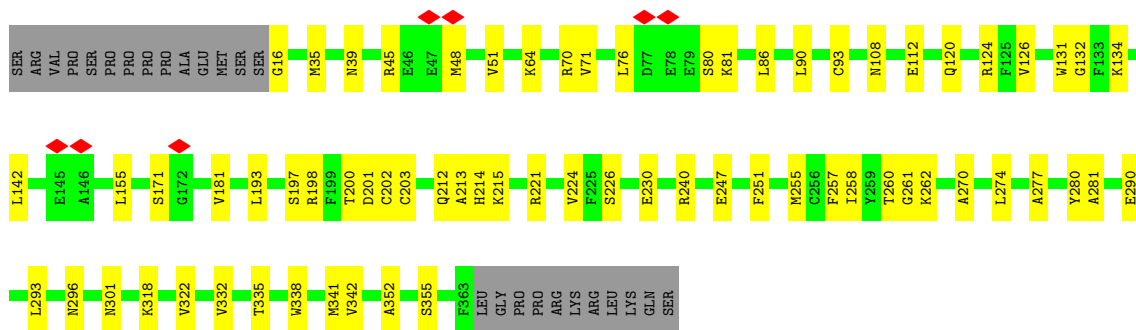 SER ARG VAL PRO SER PRO PRO PRO PRO ALA GLU MET SER SER G16 M35 N39 R45 E46 E47 M48 V51 K64 R70 V71 L76 D77 E78 E79 S80 K81 L86 L90 C93 N108 E112 Q120 R124 F125 V126 W131 G132 F133 K134
L142 E145 A146 L155 S171 G172 V181 L193 S197 R198 F199 T200 D201 C202 C203 Q212 A213 H214 K215 R221 V224 F225 S226 E230 R240 E247 F251 M255 C256 F257 I258 Y259 T260 G261 K262 A270 L274 A277 Y280 A281 E290
L293 N296 N301 K318 V322 V332 T335 W338 M341 V342 A352 S355 F363 LEU GLY PRO PRO ARG LYS ARG LEU LYS GLN SER